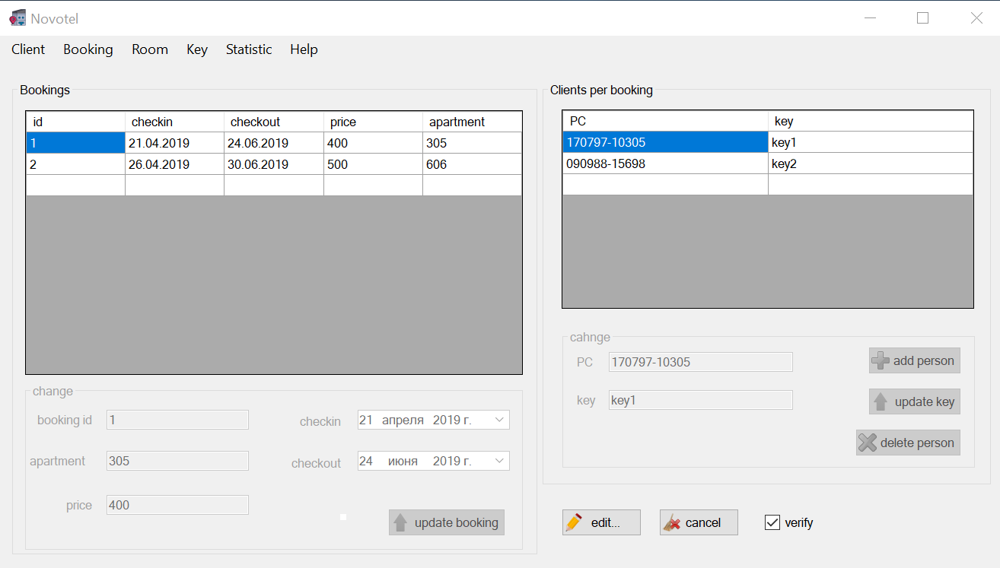 Novotel
Client Booking Room Key Statistic Help
Bookings
id checkin checkout price apartment
1 21.04.2019 24.06.2019 400 305
2 26.04.2019 30.06.2019 500 606
change
booking id 1 checkin 21 апреля 2019 г.
apartment 305 checkout 24 июня 2019 г.
price 400
update booking
Clients per booking
PC key
170797-10305 key1
090988-15698 key2
cahnge
PC 170797-10305 add person
key key1 update key
delete person
edit... cancel verify